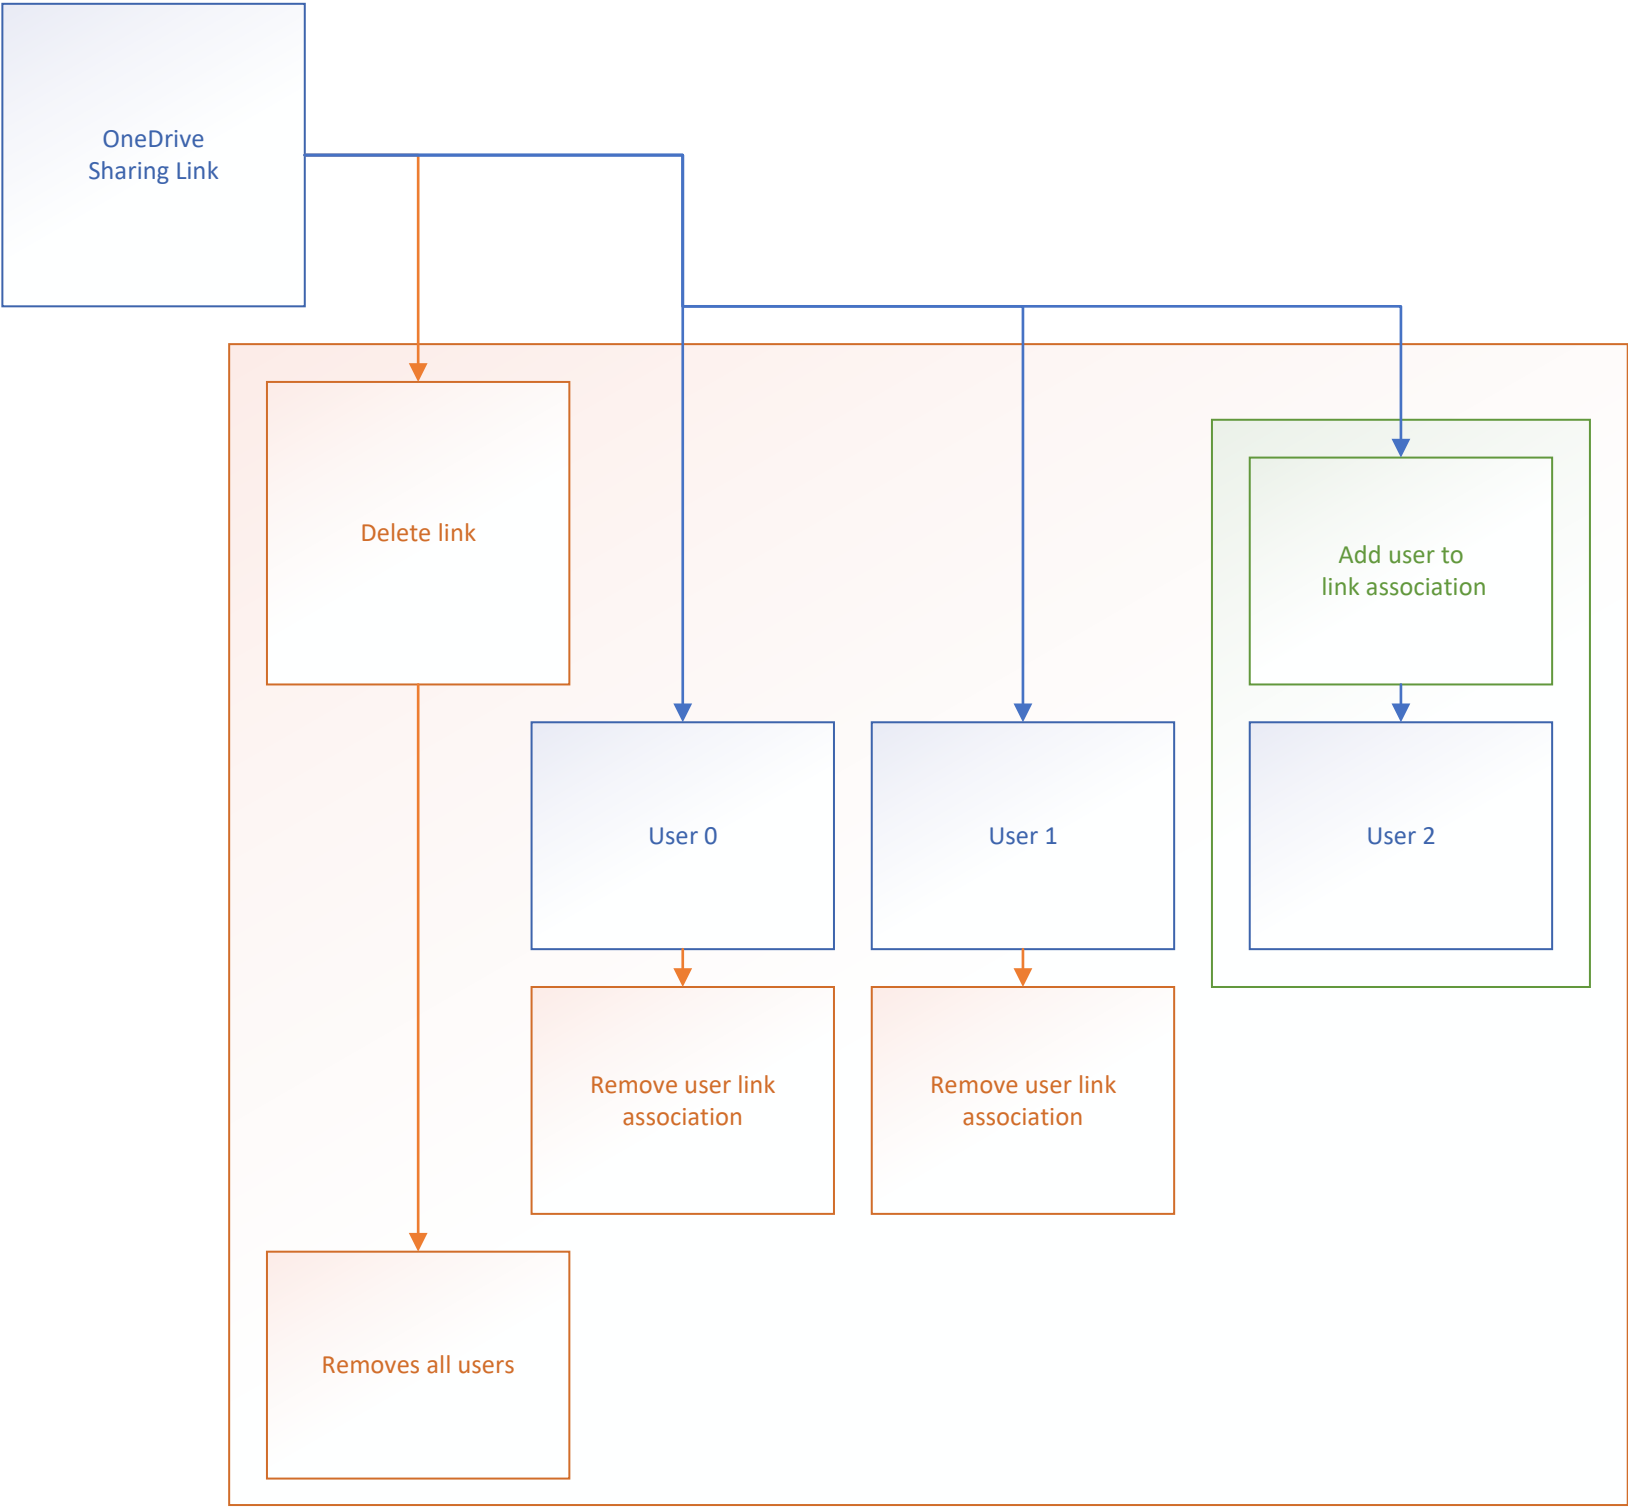 OneDrive
Sharing Link
Delete link
Add user to
link association
User 0
User 1
User 2
Remove user link
association
Remove user link
association
Removes all users